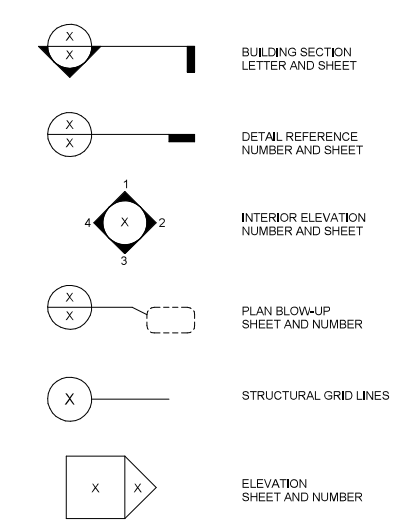 X
X
BUILDING SECTION
LETTER AND SHEET
X
X
DETAIL REFERENCE
NUMBER AND SHEET
1
4 X 2
3
INTERIOR ELEVATION
NUMBER AND SHEET
X
X
PLAN BLOW-UP
SHEET AND NUMBER
X
STRUCTURAL GRID LINES
X X
ELEVATION
SHEET AND NUMBER